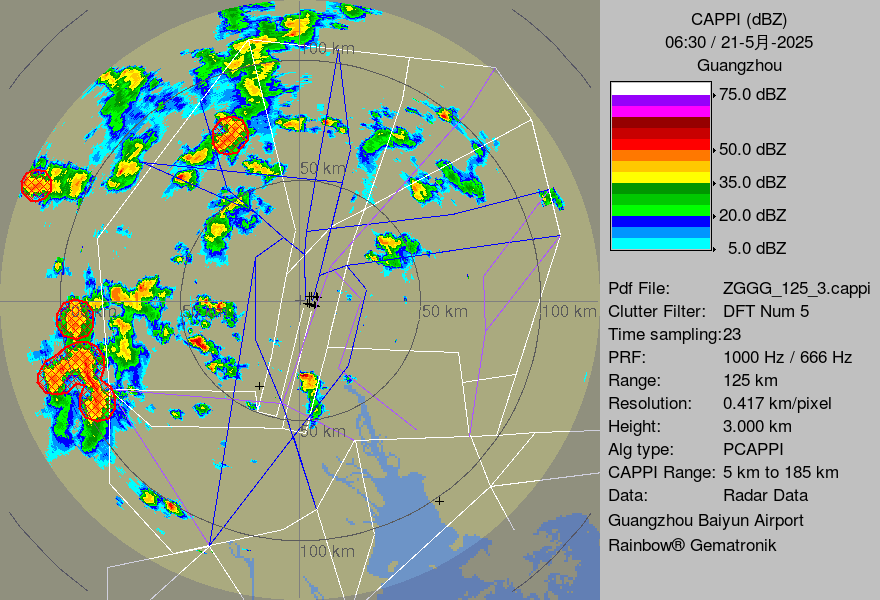 CAPPI (dBZ)
06:30 / 21-5月-2025
Guangzhou
75.0 dBZ
50.0 dBZ
35.0 dBZ
20.0 dBZ
5.0 dBZ
Pdf File: ZGGG_125_3.cappi
Clutter Filter: DFT Num 5
Time sampling:23
PRF: 1000 Hz / 666 Hz
Range: 125 km
Resolution: 0.417 km/pixel
Height: 3.000 km
Alg type: PCAPPI
CAPPI Range: 5 km to 185 km
Data: Radar Data
Guangzhou Baiyun Airport
Rainbow® Gematronik
100 km
50 km
50 km
100 km
50 km
100 km